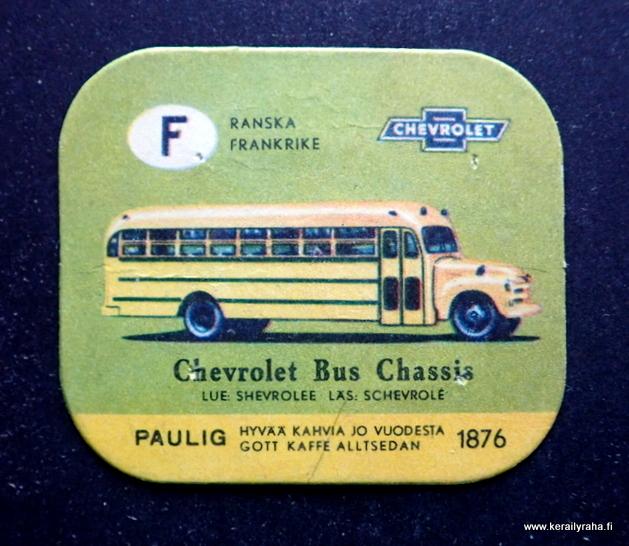 F
RANSKA
FRANKRIKE
CHEVROLET
Chevrolet Bus Chassis
LUE: SHEVROLEE LÄS: SCHEVROLÉ
PAULIG HYVÄÄ KAHVIA JO VUODESTA 1876
GOTT KAFFE ALLTSEDAN
www.kerailyraha.fi